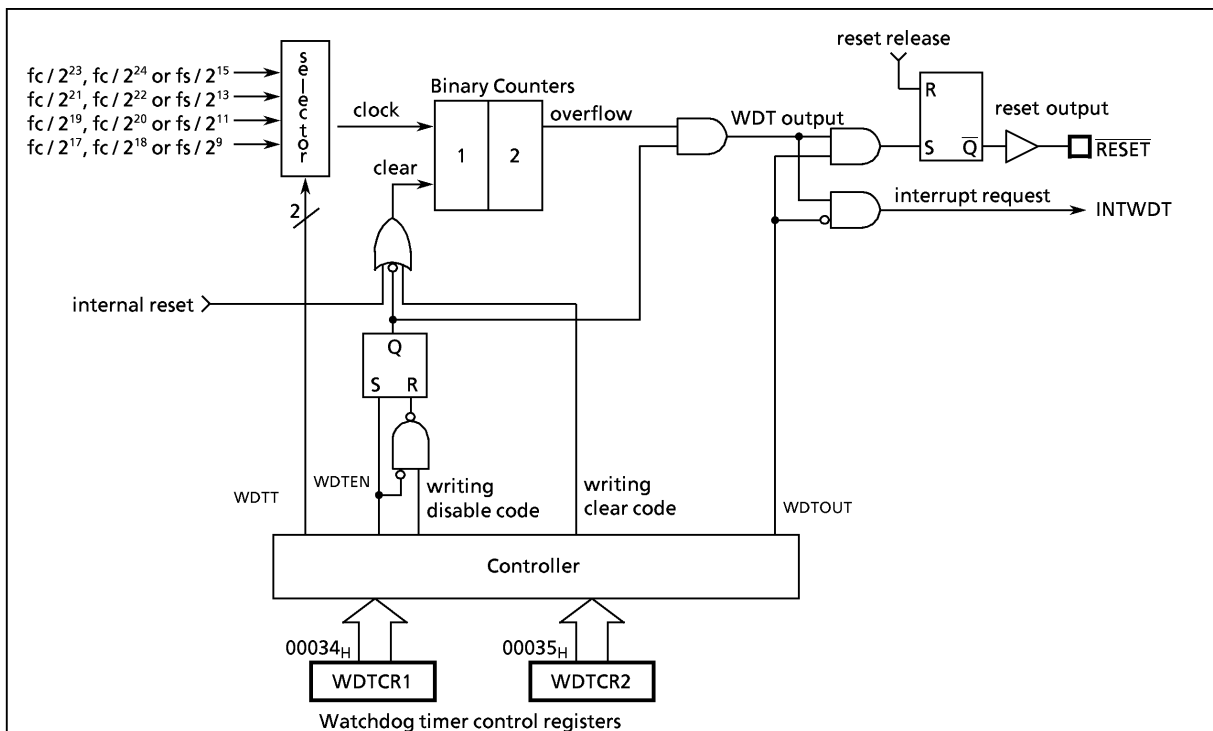 reset release
fc / 2²³, fc / 2²⁴ or fs / 2¹⁵
fc / 2²¹, fc / 2²² or fs / 2¹³
fc / 2¹⁹, fc / 2²⁰ or fs / 2¹¹
fc / 2¹⁷, fc / 2¹⁸ or fs / 2⁹
selector
clock
clear
Binary Counters
1 2
overflow
WDT output
R
S Q̅
reset output
R̅E̅S̅E̅T̅
interrupt request
INTWDT
2
internal reset
Q
S R
WDTT
WDTEN
writing
disable code
writing
clear code
WDTOUT
Controller
00034H
00035H
WDTCR1
WDTCR2
Watchdog timer control registers